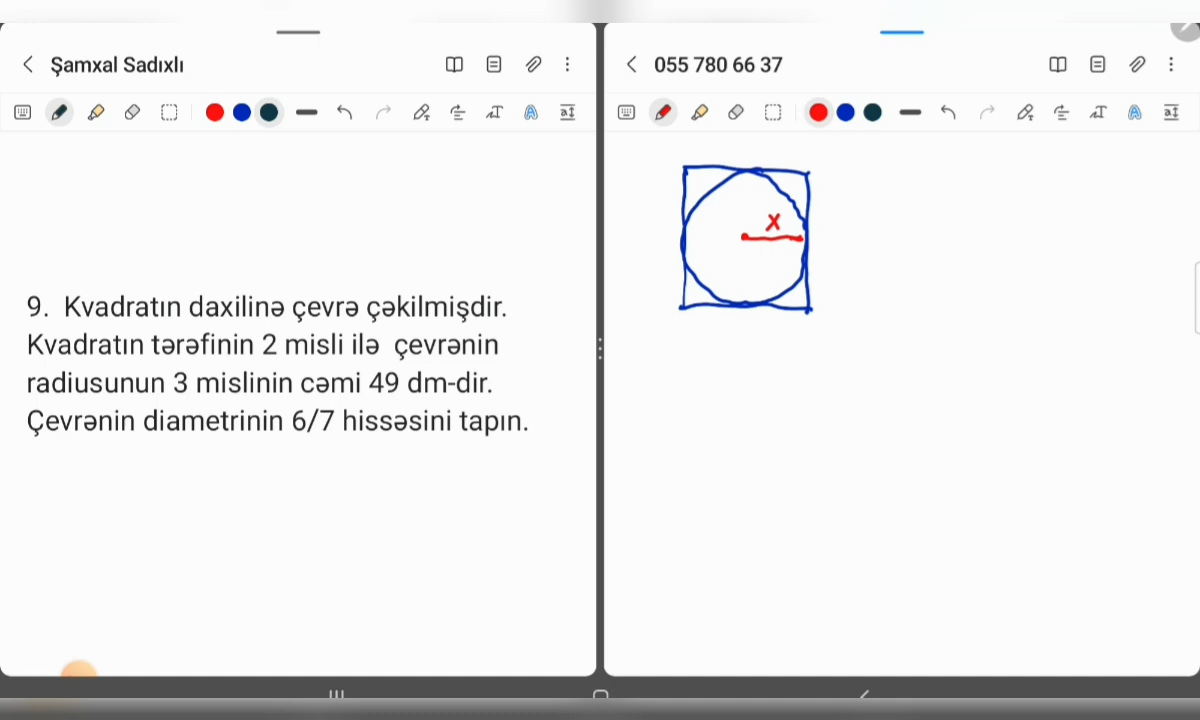 Şamxal Sadıxlı
055 780 66 37
x
9. Kvadratın daxilinə çevrə çəkilmişdir.
Kvadratın tərəfinin 2 misli ilə çevrənin
radiusunun 3 mislinin cəmi 49 dm-dir.
Çevrənin diametrinin 6/7 hissəsini tapın.